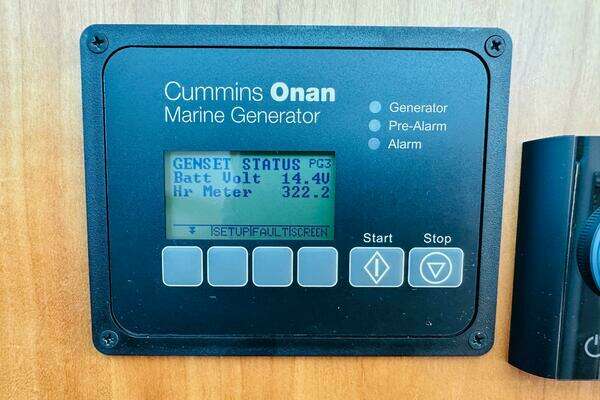 Cummins Onan
Marine Generator
Generator
Pre-Alarm
Alarm
GENSET STATUS PG3
Batt Volt 14.4V
Hr Meter 322.2
SETUP FAULT SCREEN
Start Stop